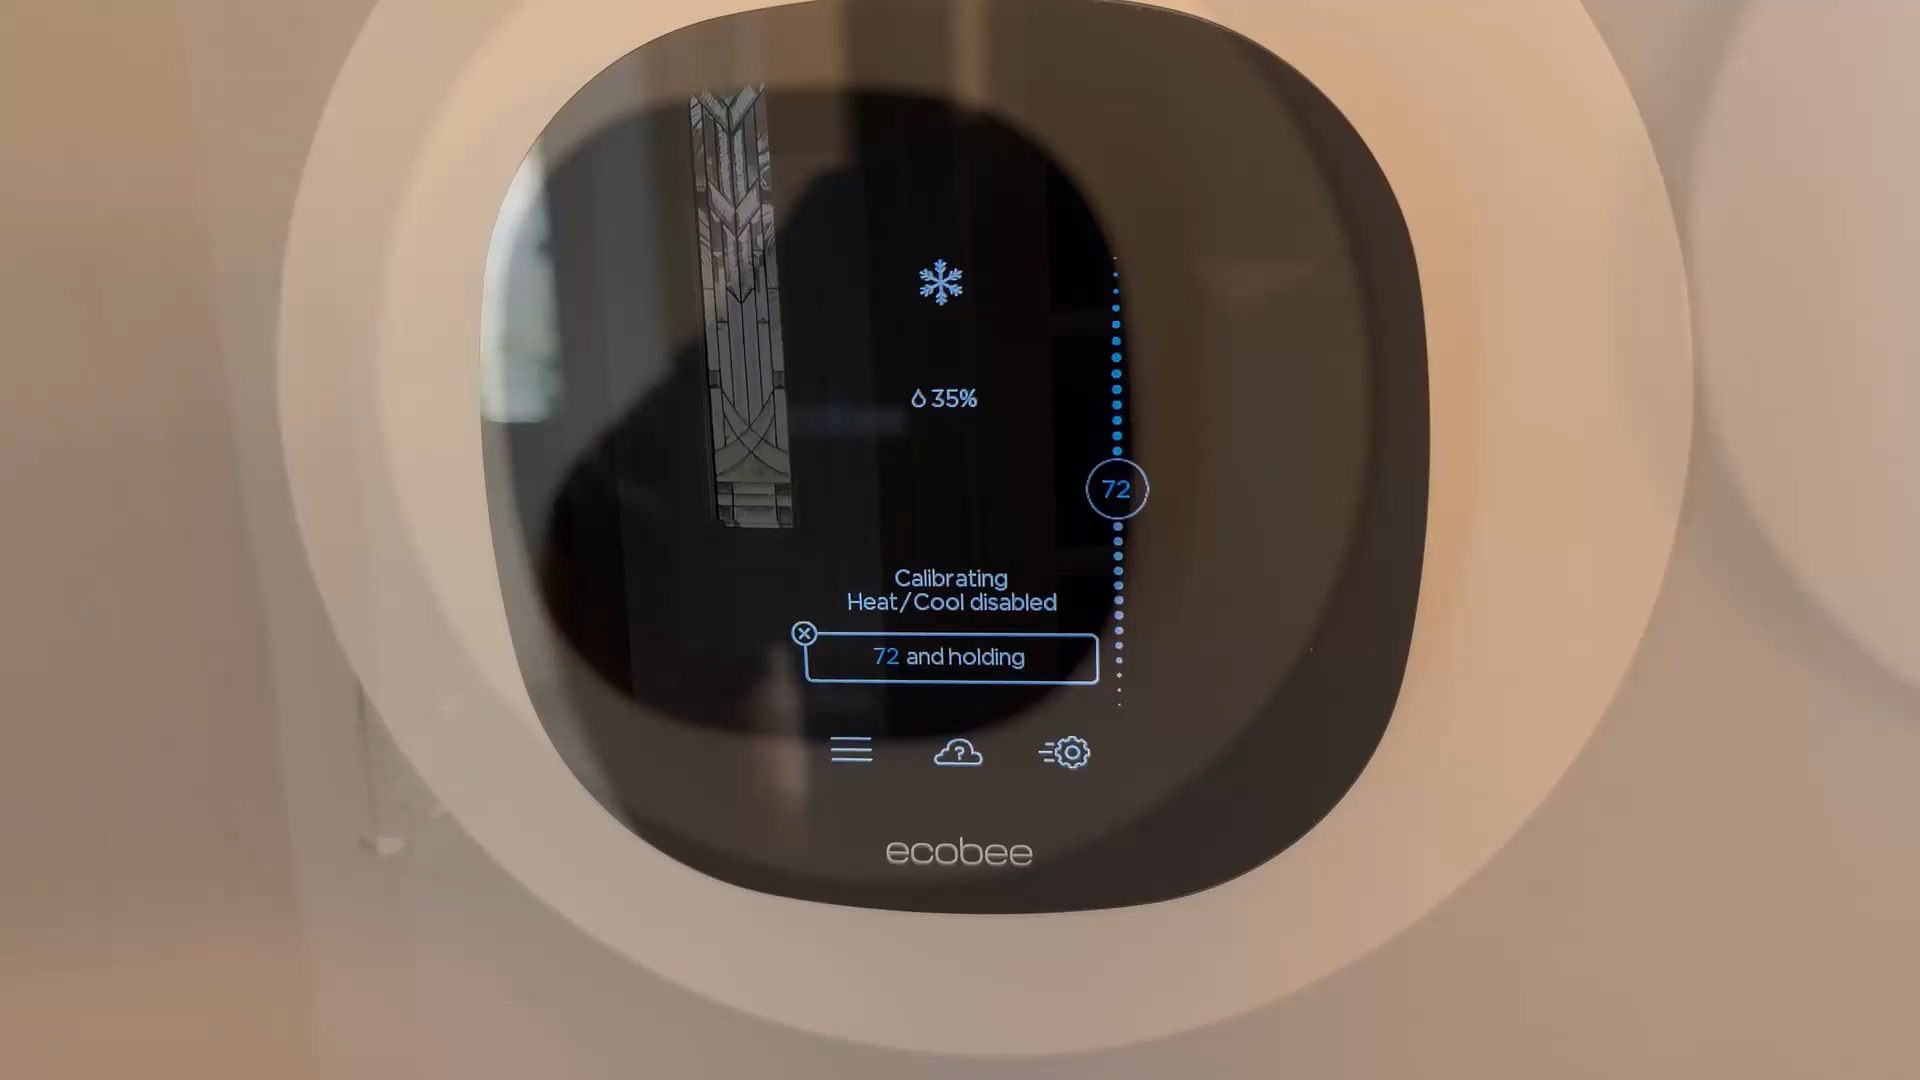 35%
72
Calibrating
Heat/Cool disabled
72 and holding
?
ecobee